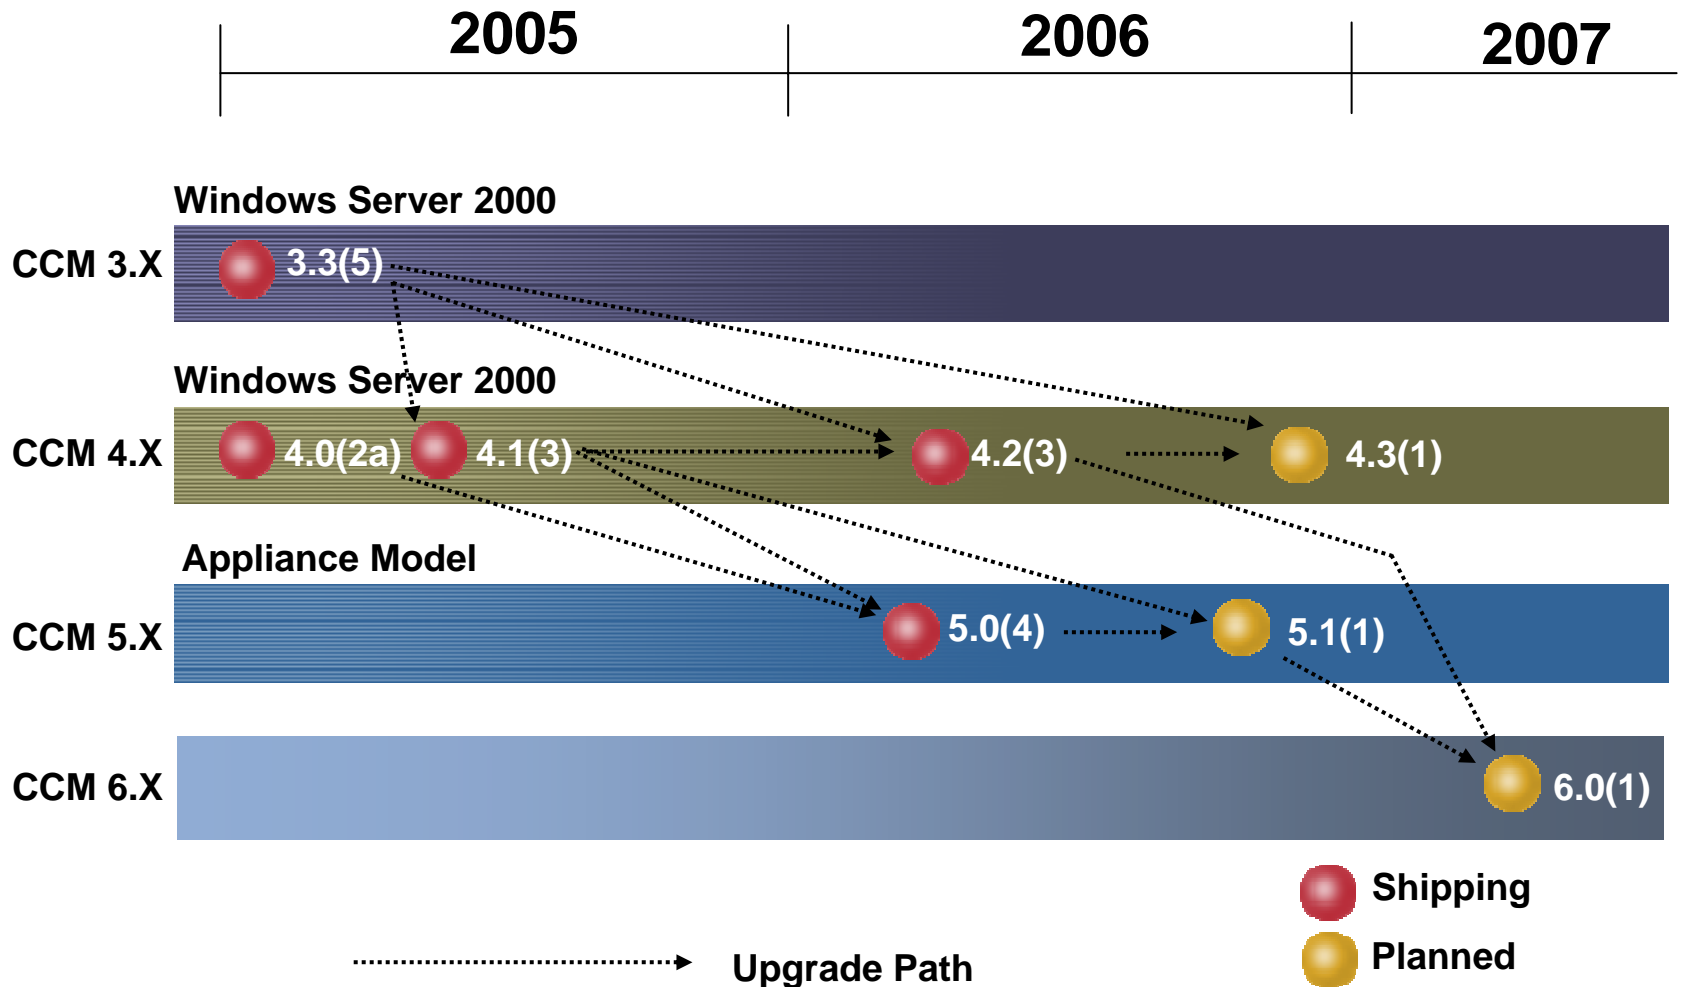 2005
2006
2007
Windows Server 2000
CCM 3.X
3.3(5)
Windows Server 2000
CCM 4.X
4.0(2a)
4.1(3)
4.2(3)
4.3(1)
Appliance Model
CCM 5.X
5.0(4)
5.1(1)
CCM 6.X
6.0(1)
Shipping
Planned
Upgrade Path